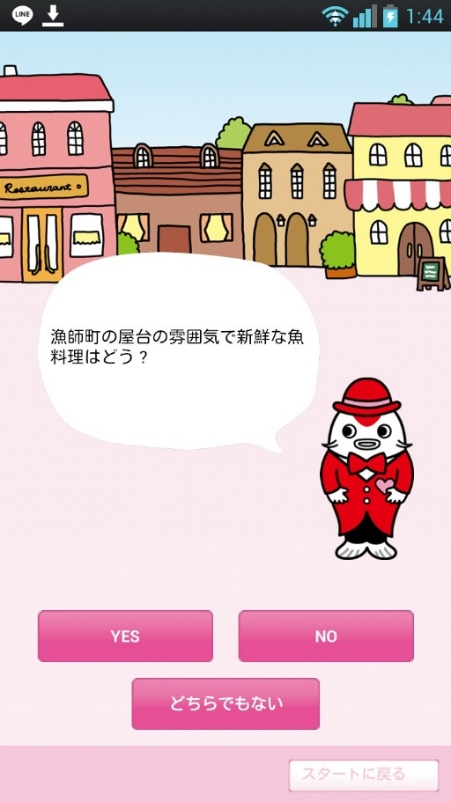 LINE
1:44
Restaurant
漁師町の屋台の雰囲気で新鮮な魚
料理はどう？
YES
NO
どちらでもない
スタートに戻る